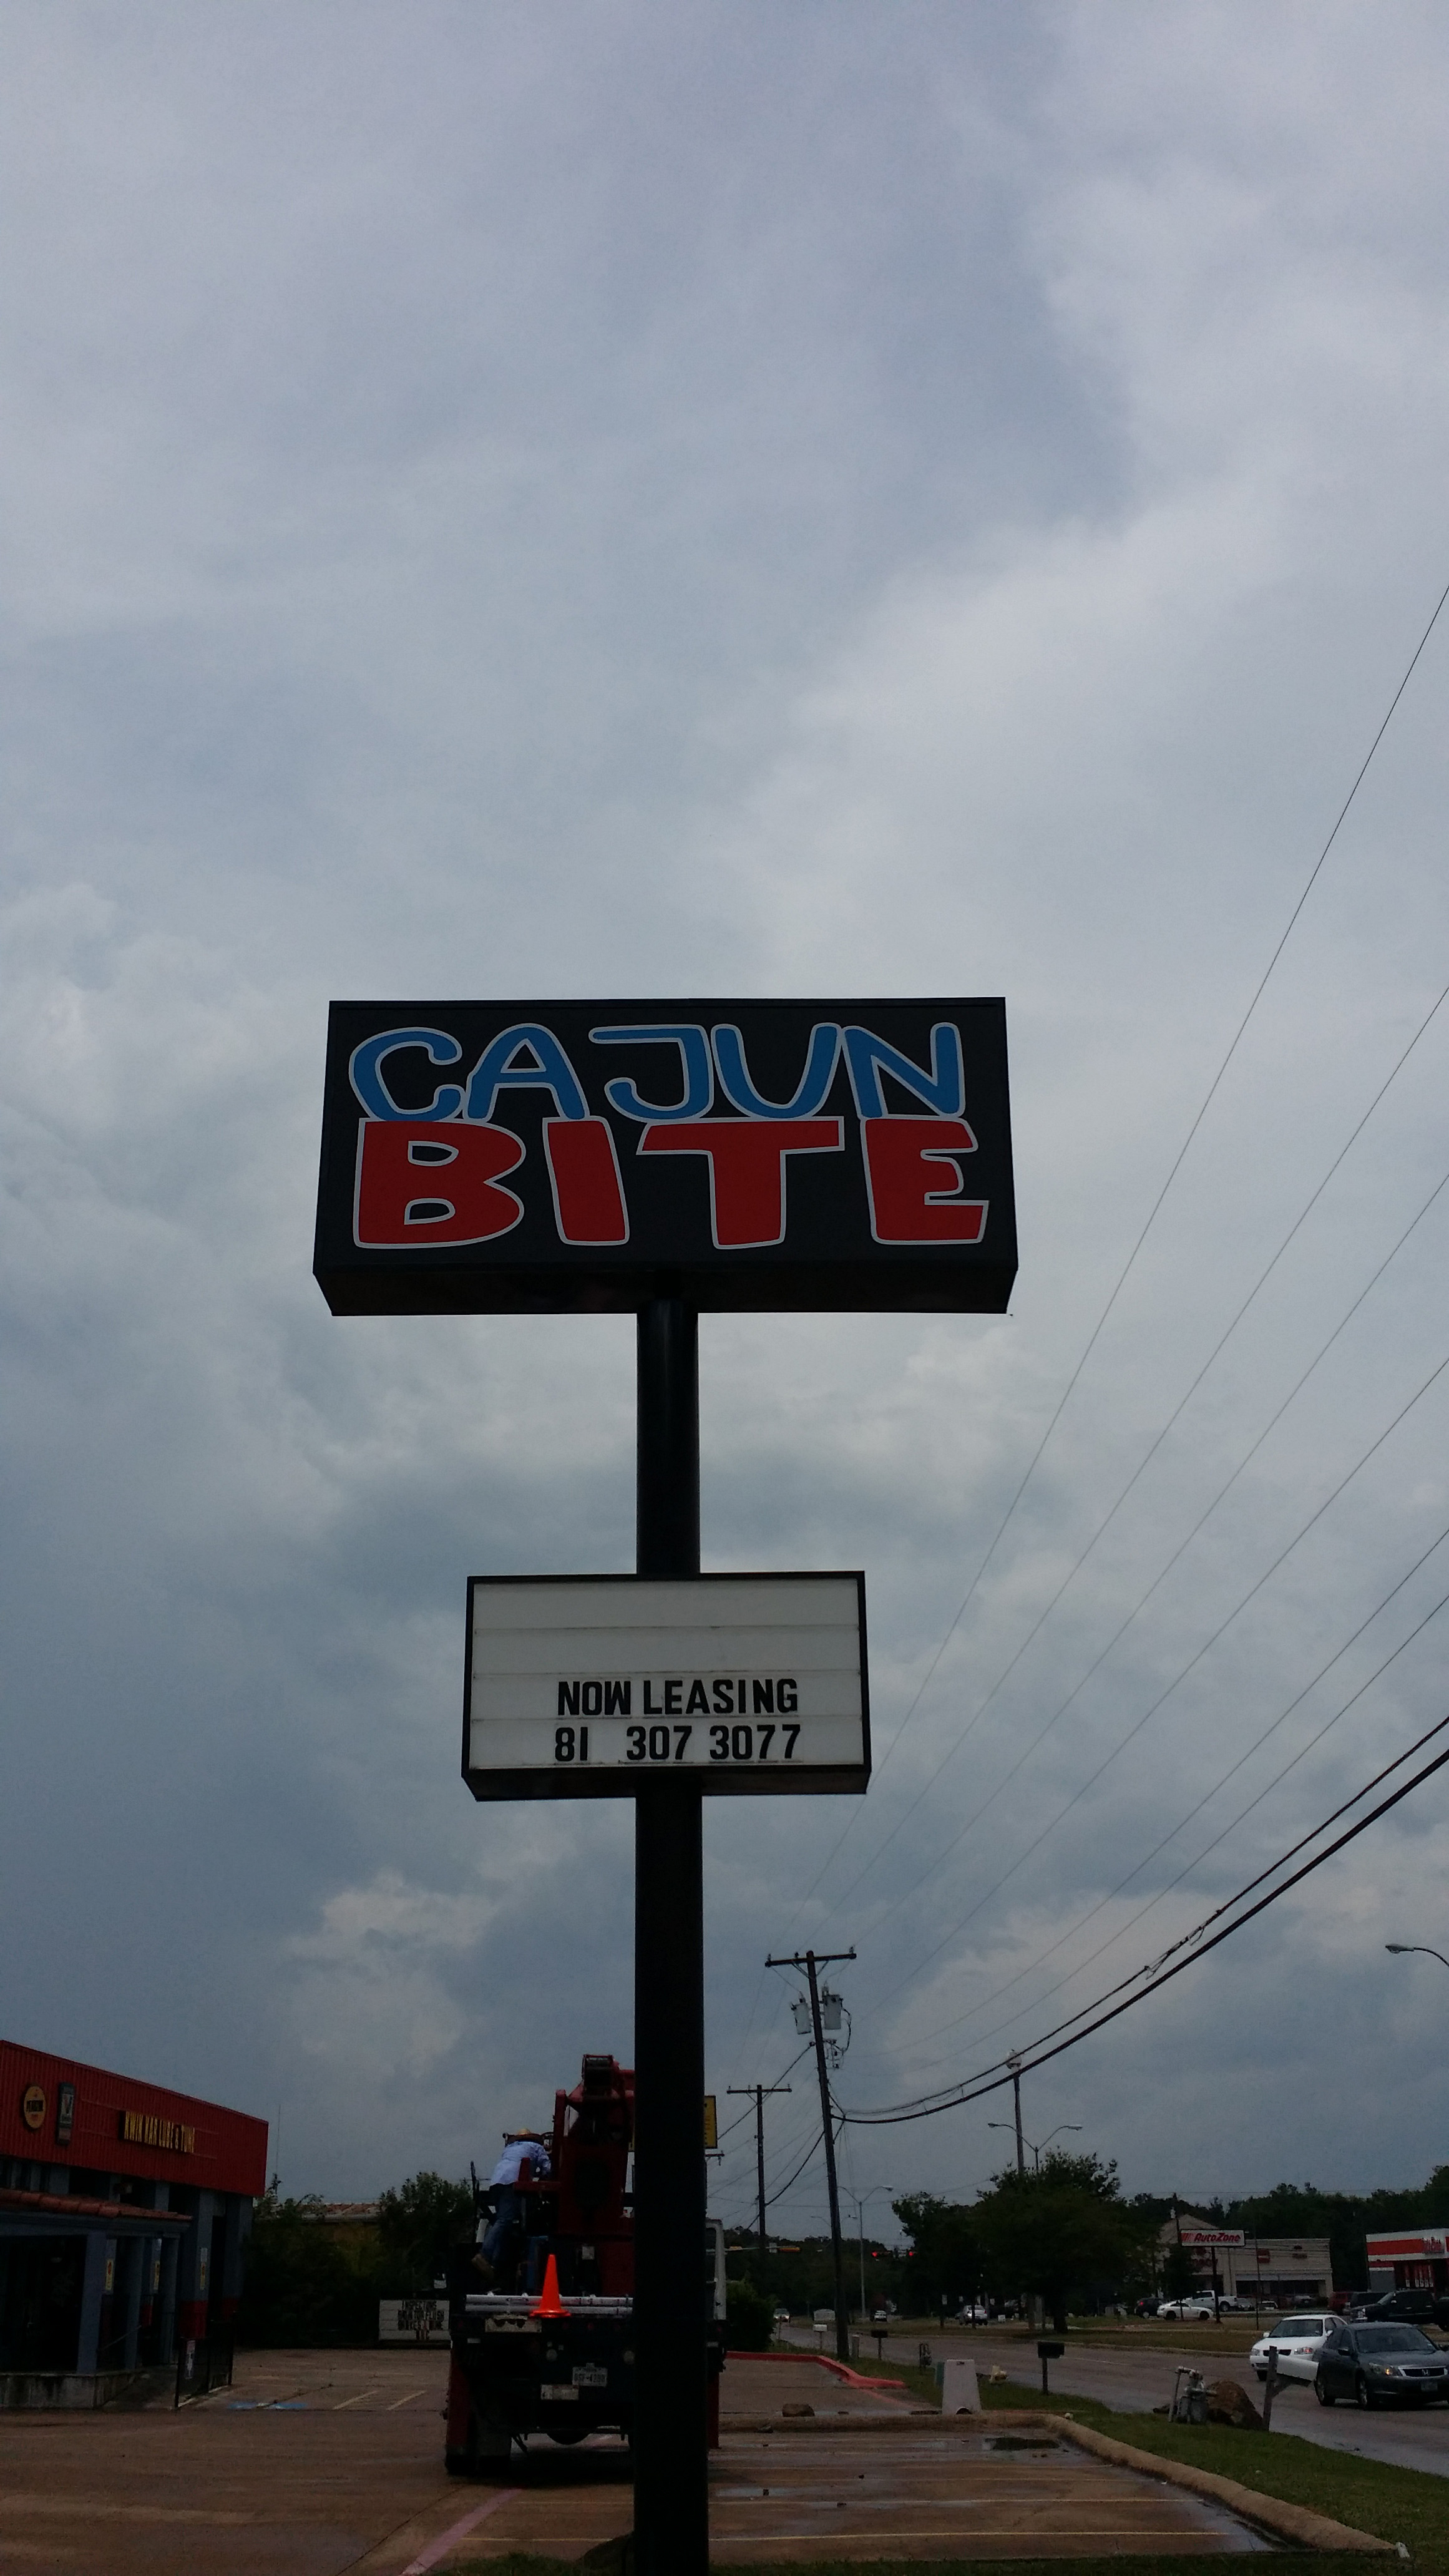 CAJUN
BITE
NOW LEASING
81 307 3077
AutoZone